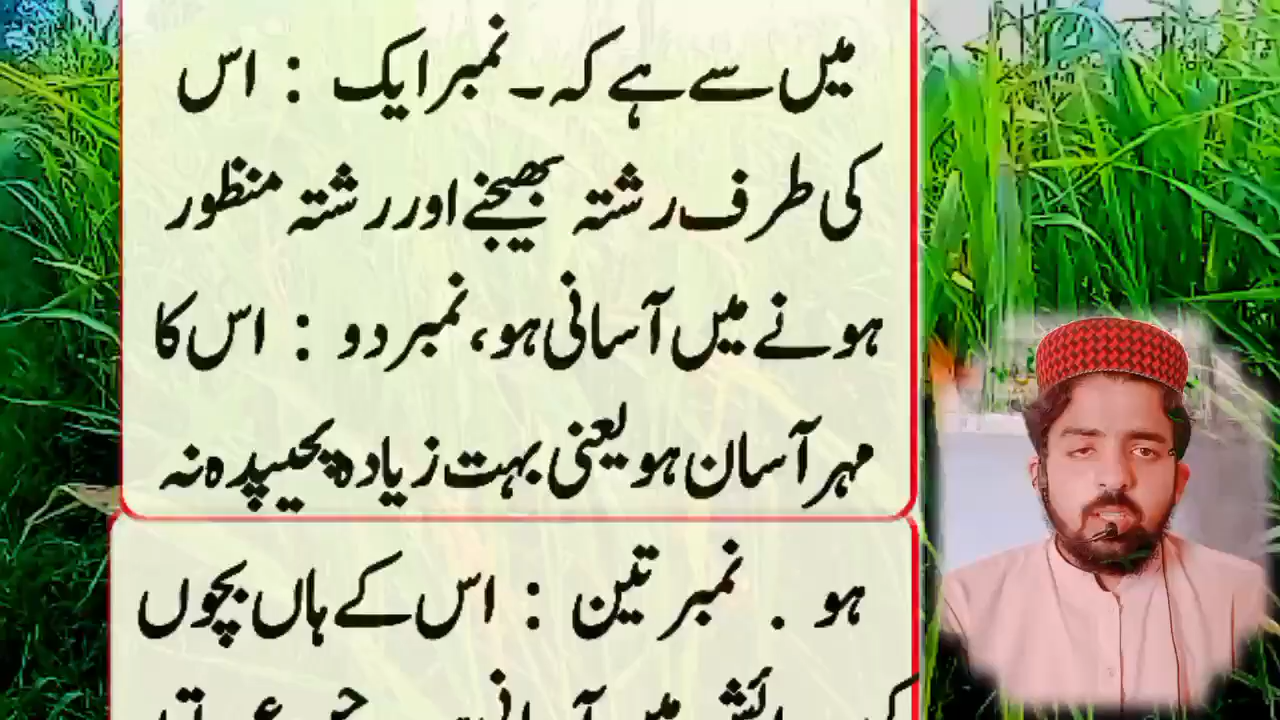 میں سے ہے کہ۔ نمبر ایک : اس
کی طرف رشتہ بھیجنے اور رشتہ منظور
ہونے میں آسانی ہو، نمبر دو : اس کا
مہر آسان ہو یعنی بہت زیادہ پیچیدہ نہ
ہو . نمبر تین : اس کے ہاں بچوں